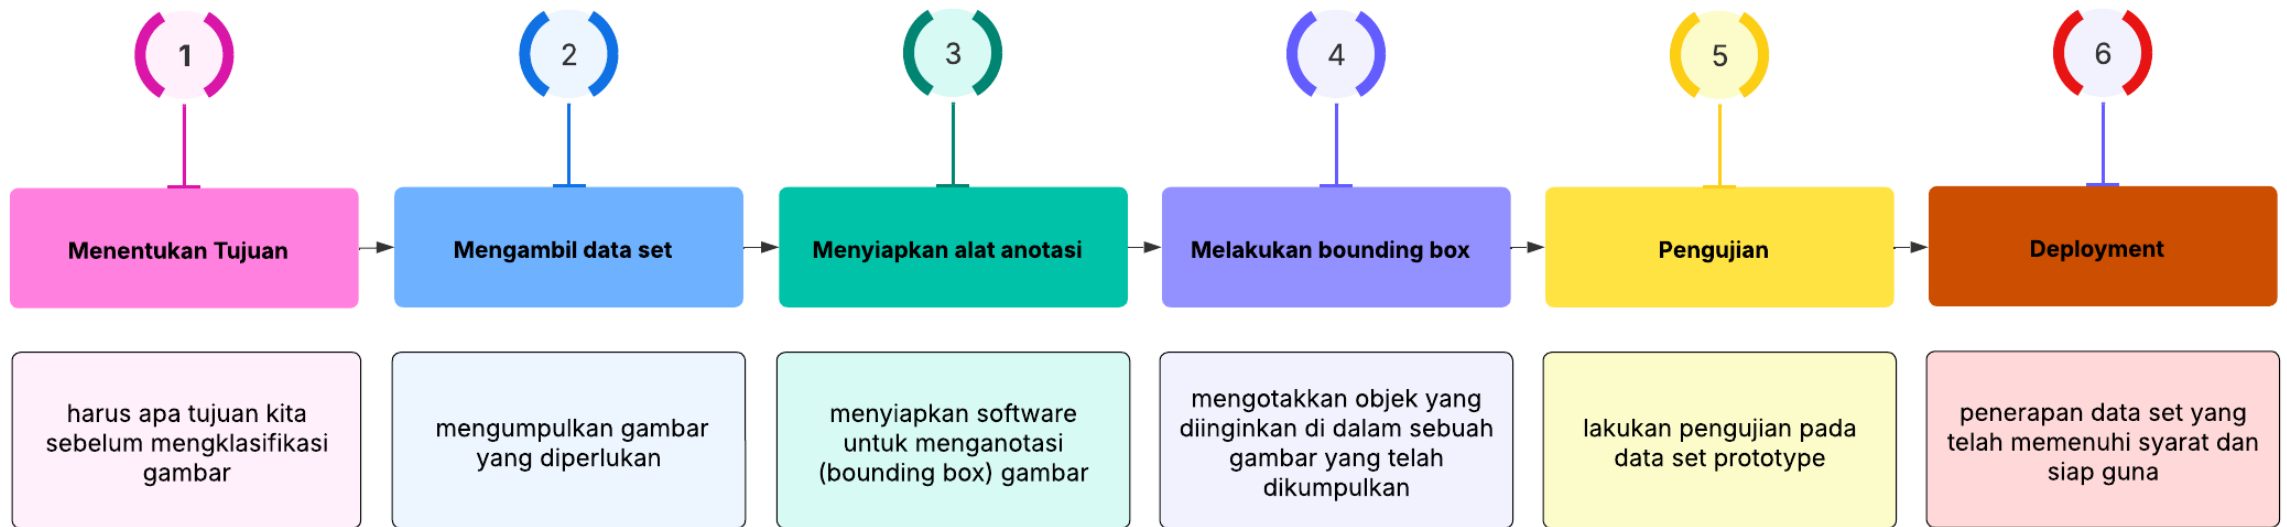 1
2
3
4
5
6
Menentukan Tujuan
Mengambil data set
Menyiapkan alat anotasi
Melakukan bounding box
Pengujian
Deployment
harus apa tujuan kita
sebelum mengklasifikasi
gambar
mengumpulkan gambar
yang diperlukan
menyiapkan software
untuk menganotasi
(bounding box) gambar
mengotakkan objek yang
diinginkan di dalam sebuah
gambar yang telah
dikumpulkan
lakukan pengujian pada
data set prototype
penerapan data set yang
telah memenuhi syarat dan
siap guna